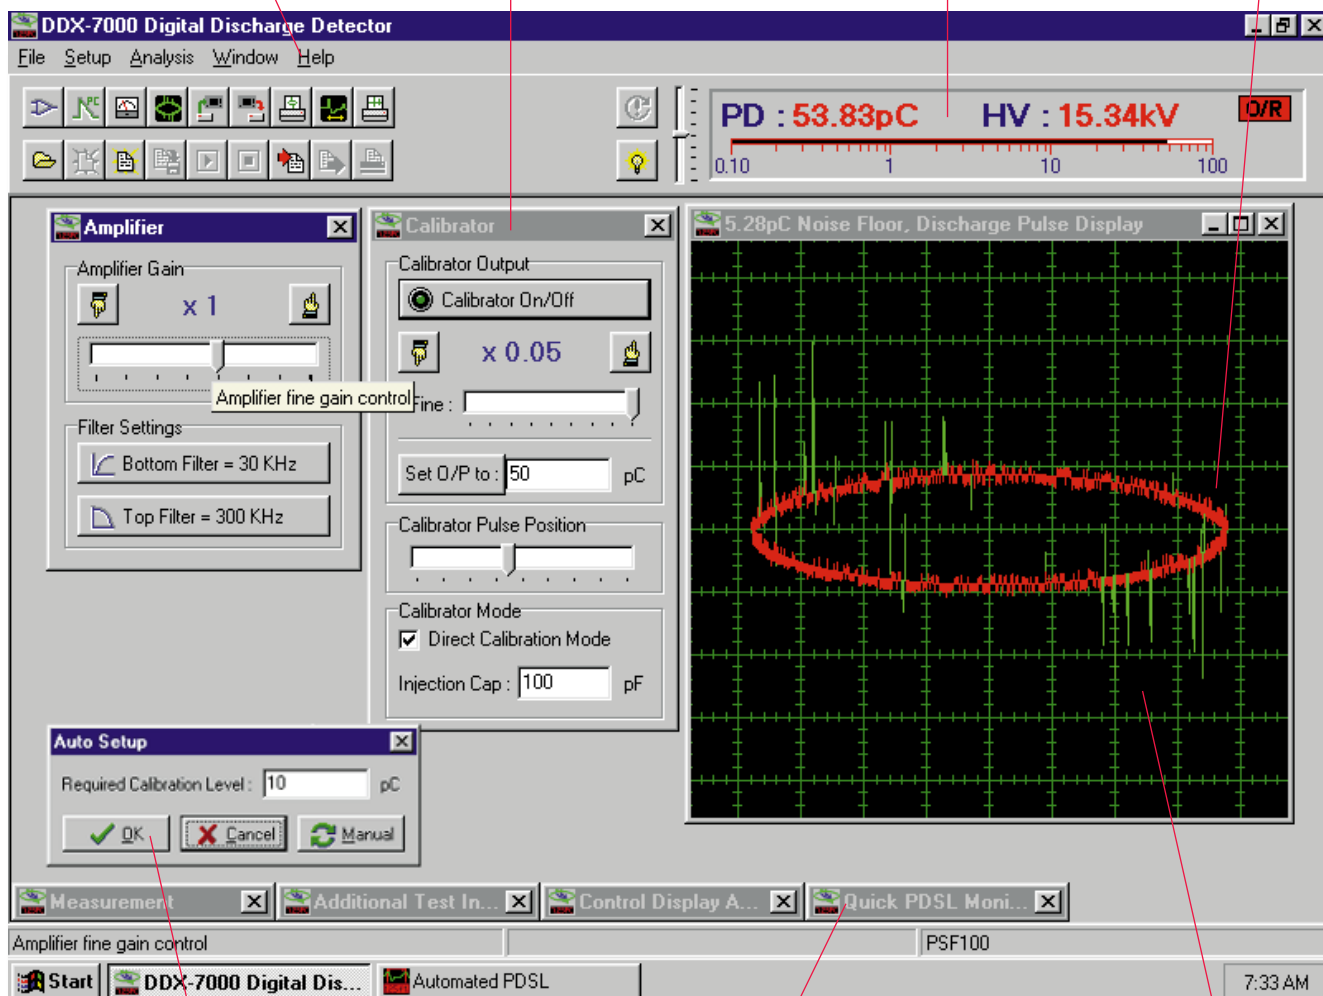 DDX-7000 Digital Discharge Detector
File Setup Analysis Window Help
PD : 53.83pC HV : 15.34kV O/R
0.10 1 10 100
Amplifier
Amplifier Gain
x 1
Amplifier fine gain control
Filter Settings
Bottom Filter = 30 KHz
Top Filter = 300 KHz
Calibrator
Calibrator Output
Calibrator On/Off
x 0.05
Fine :
Set O/P to : 50 pC
Calibrator Pulse Position
Calibrator Mode
Direct Calibration Mode
Injection Cap : 100 pF
5.28pC Noise Floor, Discharge Pulse Display
Auto Setup
Required Calibration Level : 10 pC
OK Cancel Manual
Measurement Additional Test In... Control Display A... Quick PDSL Moni...
Amplifier fine gain control PSF100
Start DDX-7000 Digital Dis... Automated PDSL 7:33 AM